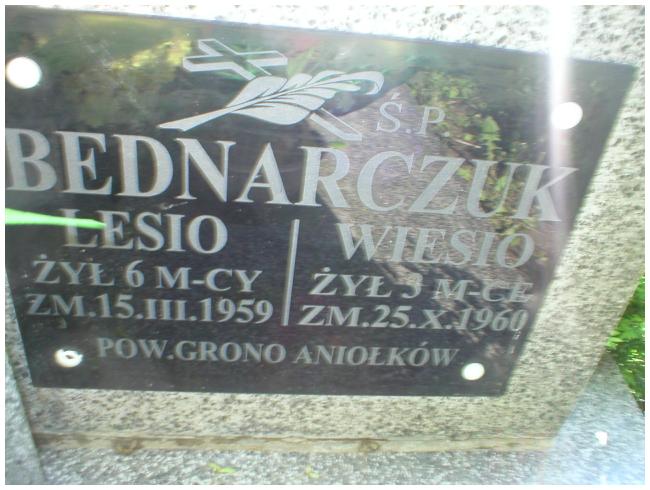 S.P
BEDNARCZUK
LESIO
ŻYŁ 6 M-CY
ZM.15.III.1959
WIESIO
ŻYŁ 3 M-CE
ZM.25.X.1960
POW.GRONO ANIOŁKÓW